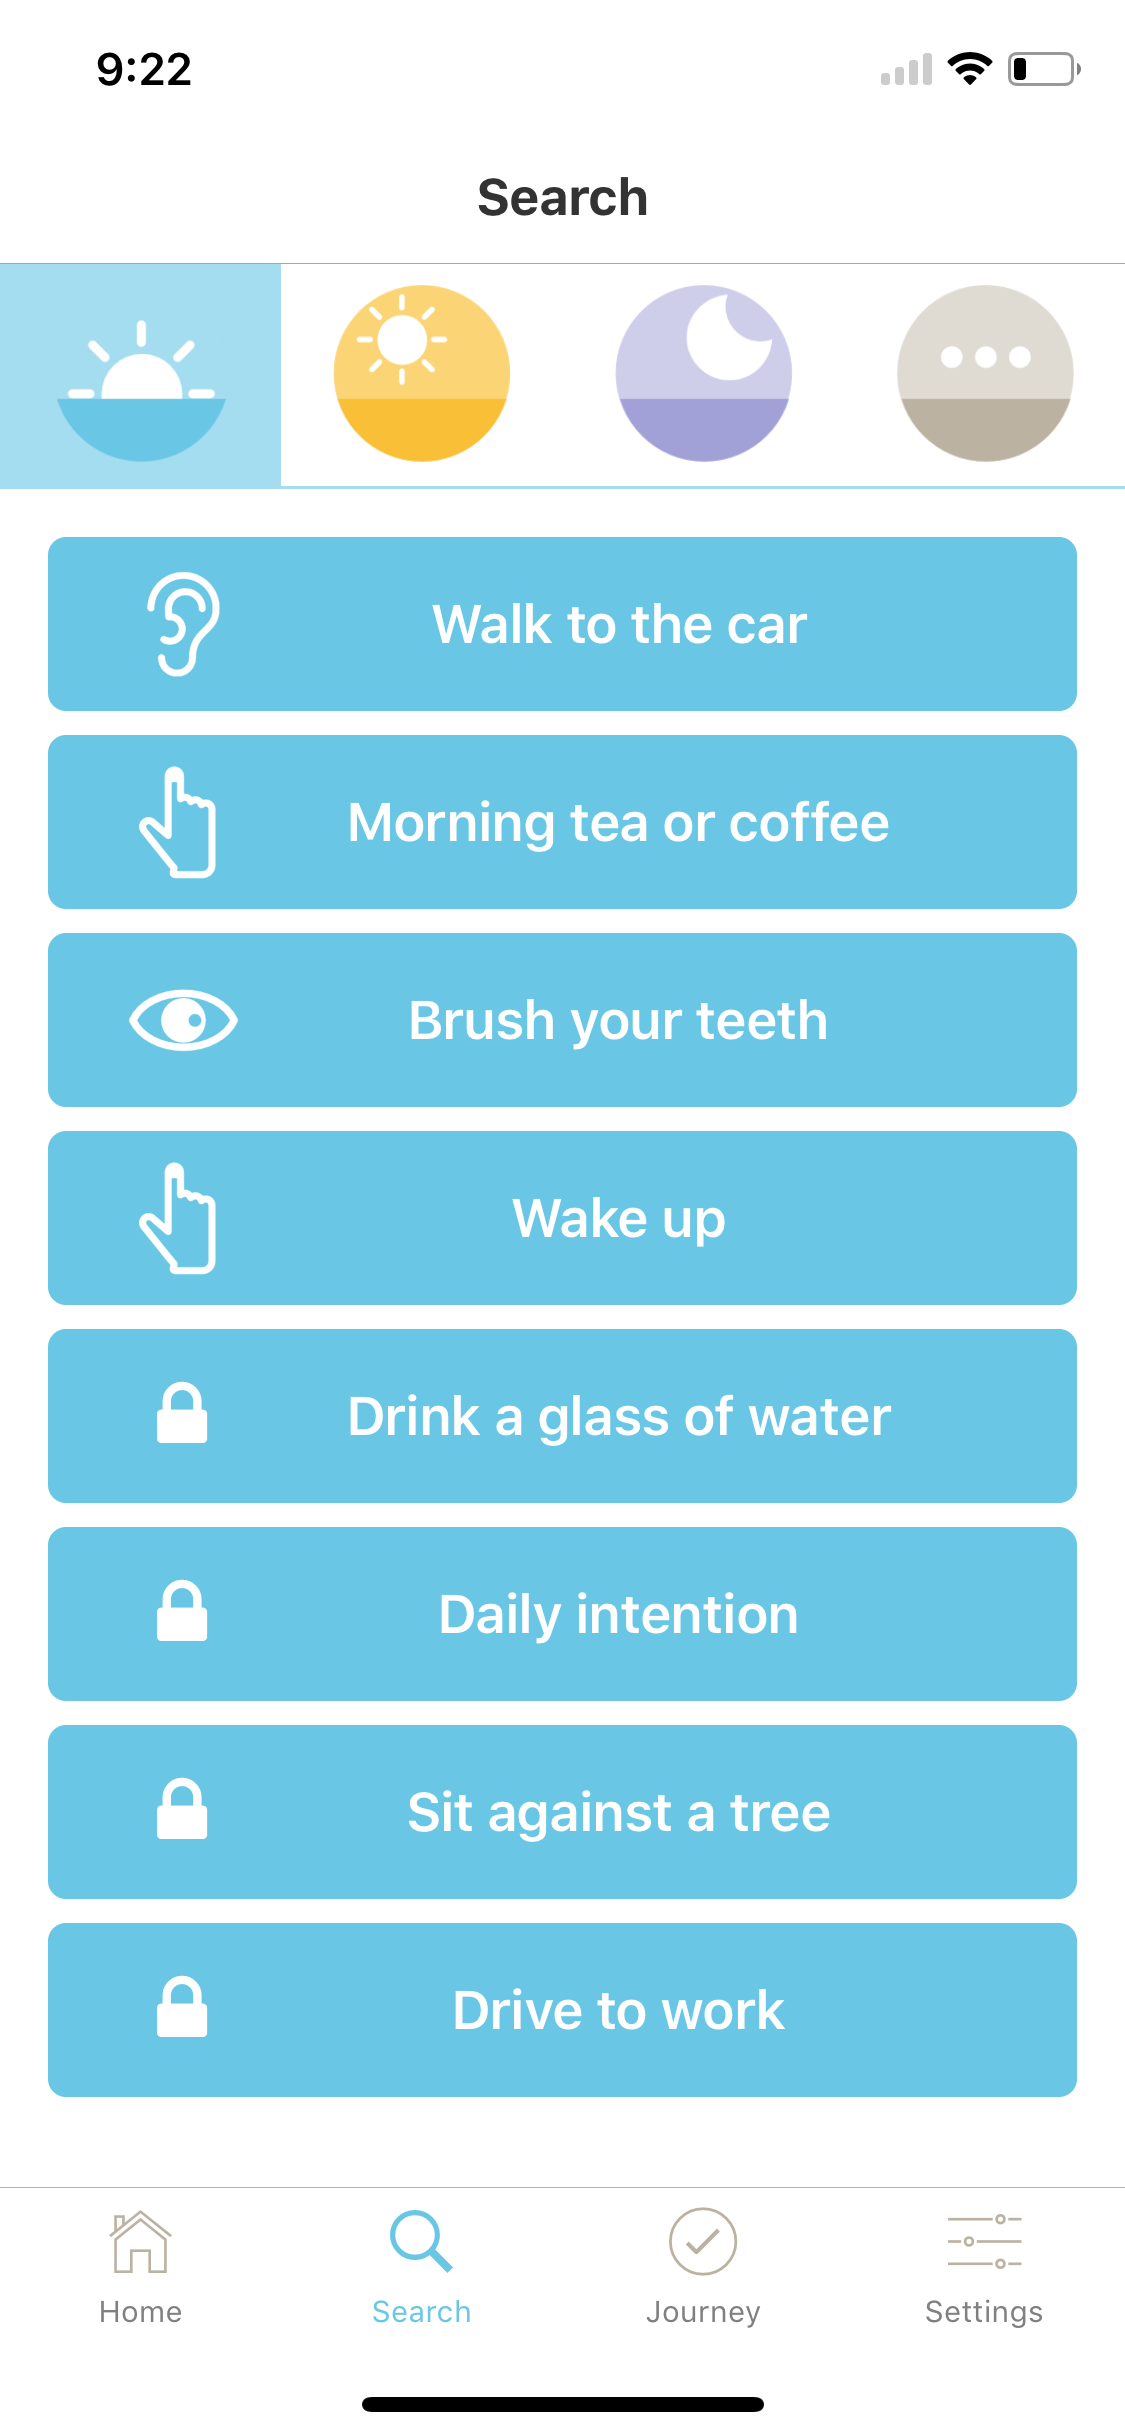 9:22
Search
Walk to the car
Morning tea or coffee
Brush your teeth
Wake up
Drink a glass of water
Daily intention
Sit against a tree
Drive to work
Home
Search
Journey
Settings